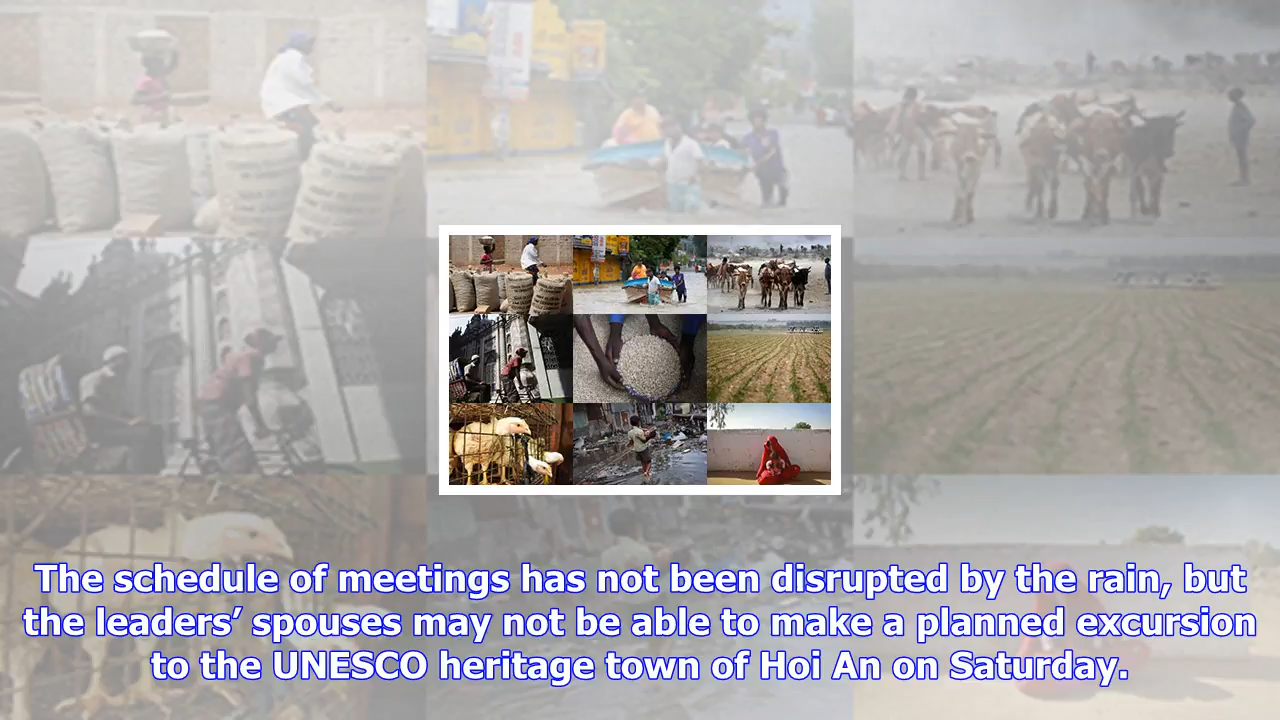 The schedule of meetings has not been disrupted by the rain, but
the leaders’ spouses may not be able to make a planned excursion
to the UNESCO heritage town of Hoi An on Saturday.